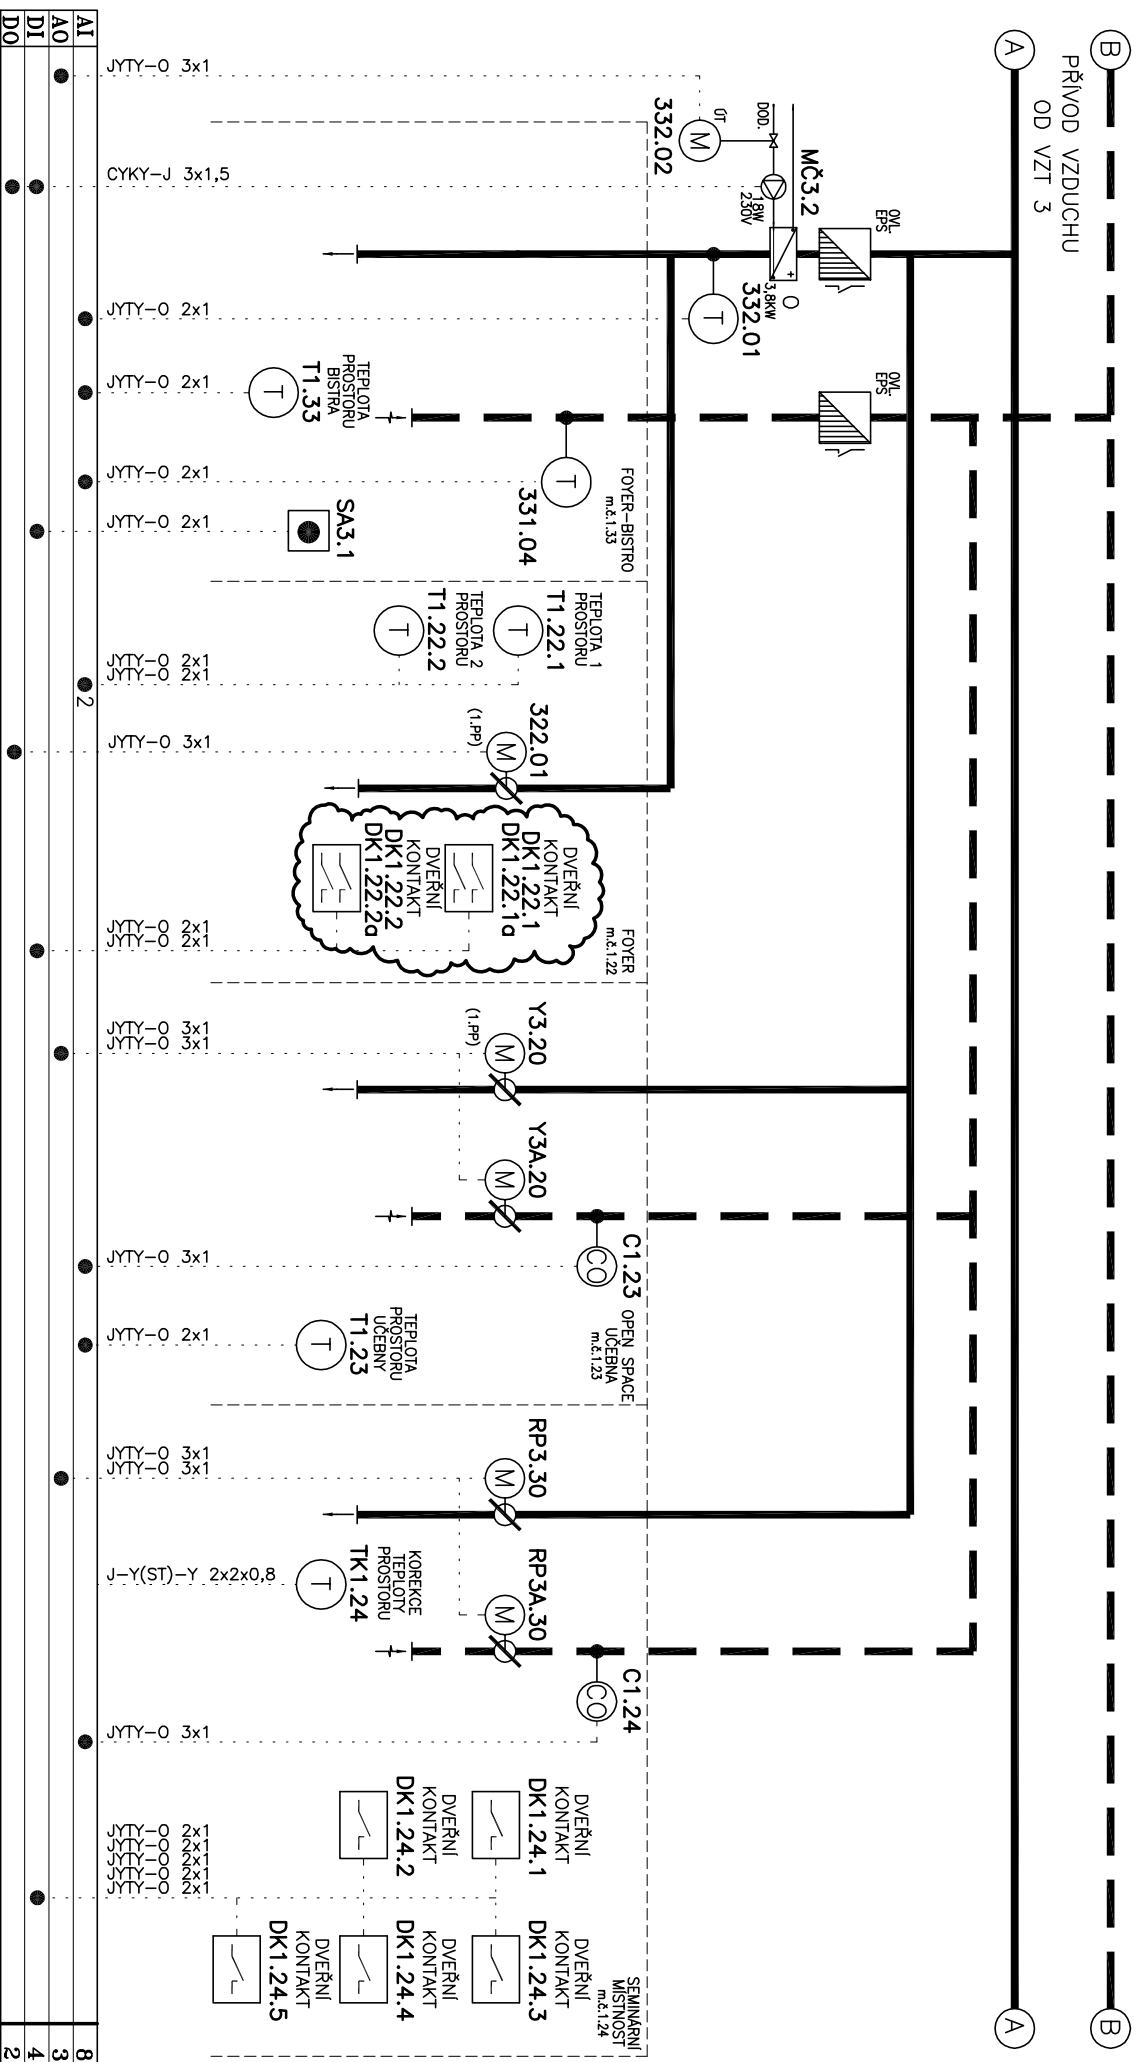 B
B
PŘÍVOD VZDUCHU
OD VZT 3
A
A
OVL.
EPS
OVL.
EPS
MČ3.2
DOD.
18W
230V
O
3,8KW
ÚT
M
332.02
332.01
T
FOYER-BISTRO
m.č.1.33
331.04
T
TEPLOTA
PROSTORU
BISTRA
T1.33
T
SA3.1
TEPLOTA 1
PROSTORU
T1.22.1
T
TEPLOTA 2
PROSTORU
T1.22.2
T
322.01
M
(1.PP)
DVEŘNÍ
KONTAKT
DK1.22.1
DK1.22.1a
DVEŘNÍ
KONTAKT
DK1.22.2
DK1.22.2a
FOYER
m.č.1.22
Y3.20
M
(1.PP)
Y3A.20
M
C1.23
CO
OPEN SPACE
UČEBNA
m.č.1.23
TEPLOTA
PROSTORU
UČEBNY
T1.23
T
RP3.30
M
KOREKCE
TEPLOTY
PROSTORU
TK1.24
T
RP3A.30
M
C1.24
CO
DVEŘNÍ
KONTAKT
DK1.24.1
DVEŘNÍ
KONTAKT
DK1.24.2
DVEŘNÍ
KONTAKT
DK1.24.3
DVEŘNÍ
KONTAKT
DK1.24.4
DVEŘNÍ
KONTAKT
DK1.24.5
SEMINÁRNÍ
MÍSTNOST
m.č.1.24
JYTY-O 3x1
CYKY-J 3x1,5
JYTY-O 2x1
JYTY-O 2x1
JYTY-O 2x1
JYTY-O 2x1
JYTY-O 2x1
JYTY-O 2x1
JYTY-O 3x1
JYTY-O 2x1
JYTY-O 2x1
JYTY-O 3x1
JYTY-O 3x1
JYTY-O 3x1
JYTY-O 2x1
JYTY-O 3x1
JYTY-O 3x1
J-Y(ST)-Y 2x2x0,8
JYTY-O 3x1
JYTY-O 2x1
JYTY-O 2x1
JYTY-O 2x1
JYTY-O 2x1
JYTY-O 2x1
AI 2 8
AO 3
DI 4
DO 2